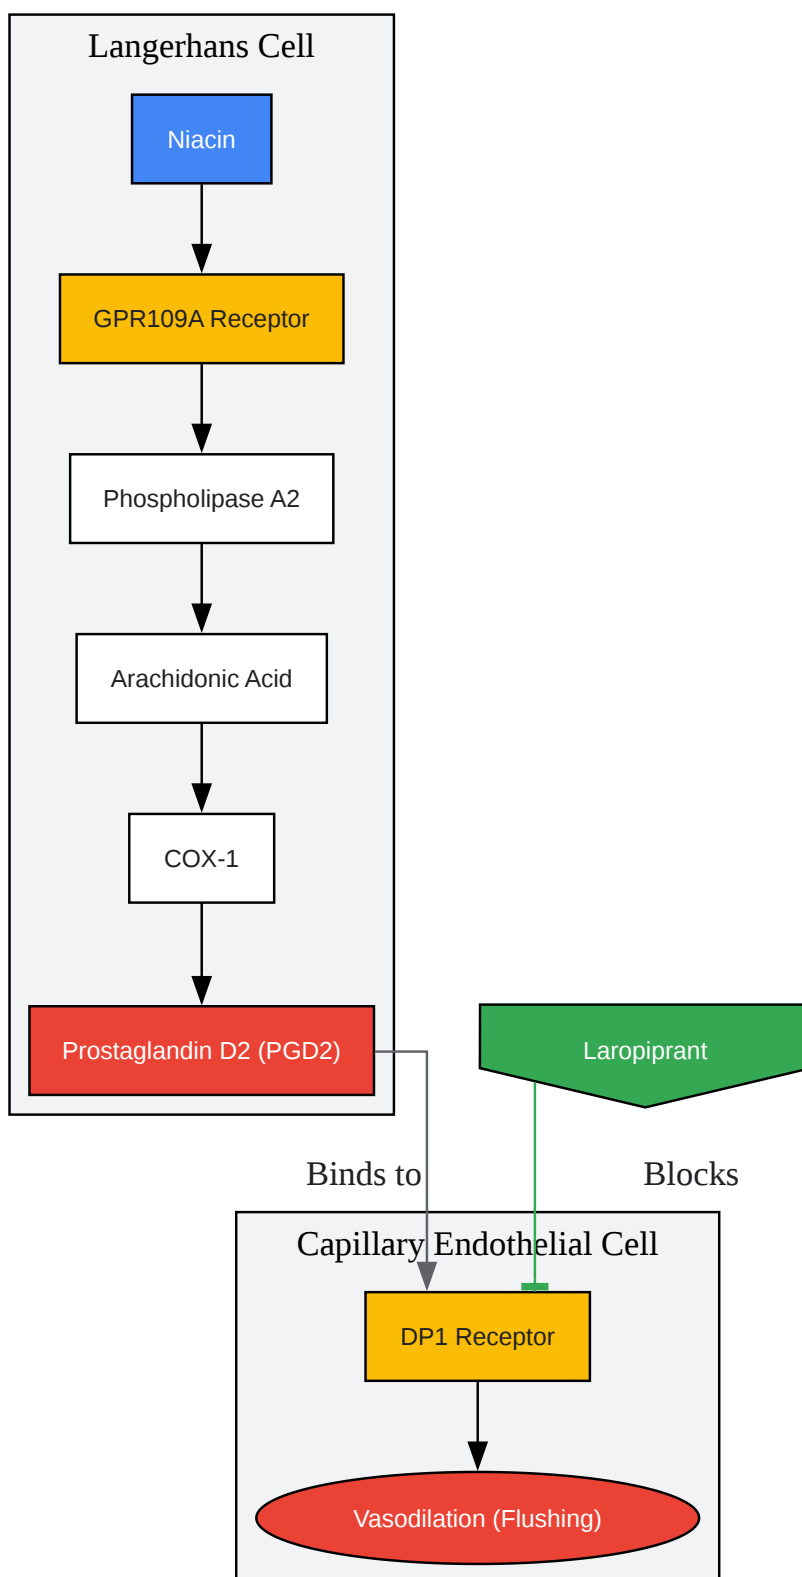 Langerhans Cell
Niacin
GPR109A Receptor
Phospholipase A2
Arachidonic Acid
COX-1
Prostaglandin D2 (PGD2)
Laropiprant
Binds to
Blocks
Capillary Endothelial Cell
DP1 Receptor
Vasodilation (Flushing)